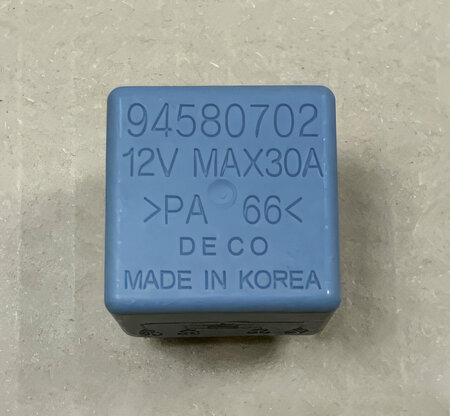 94580702
12V MAX30A
>PA 66<
DECO
MADE IN KOREA